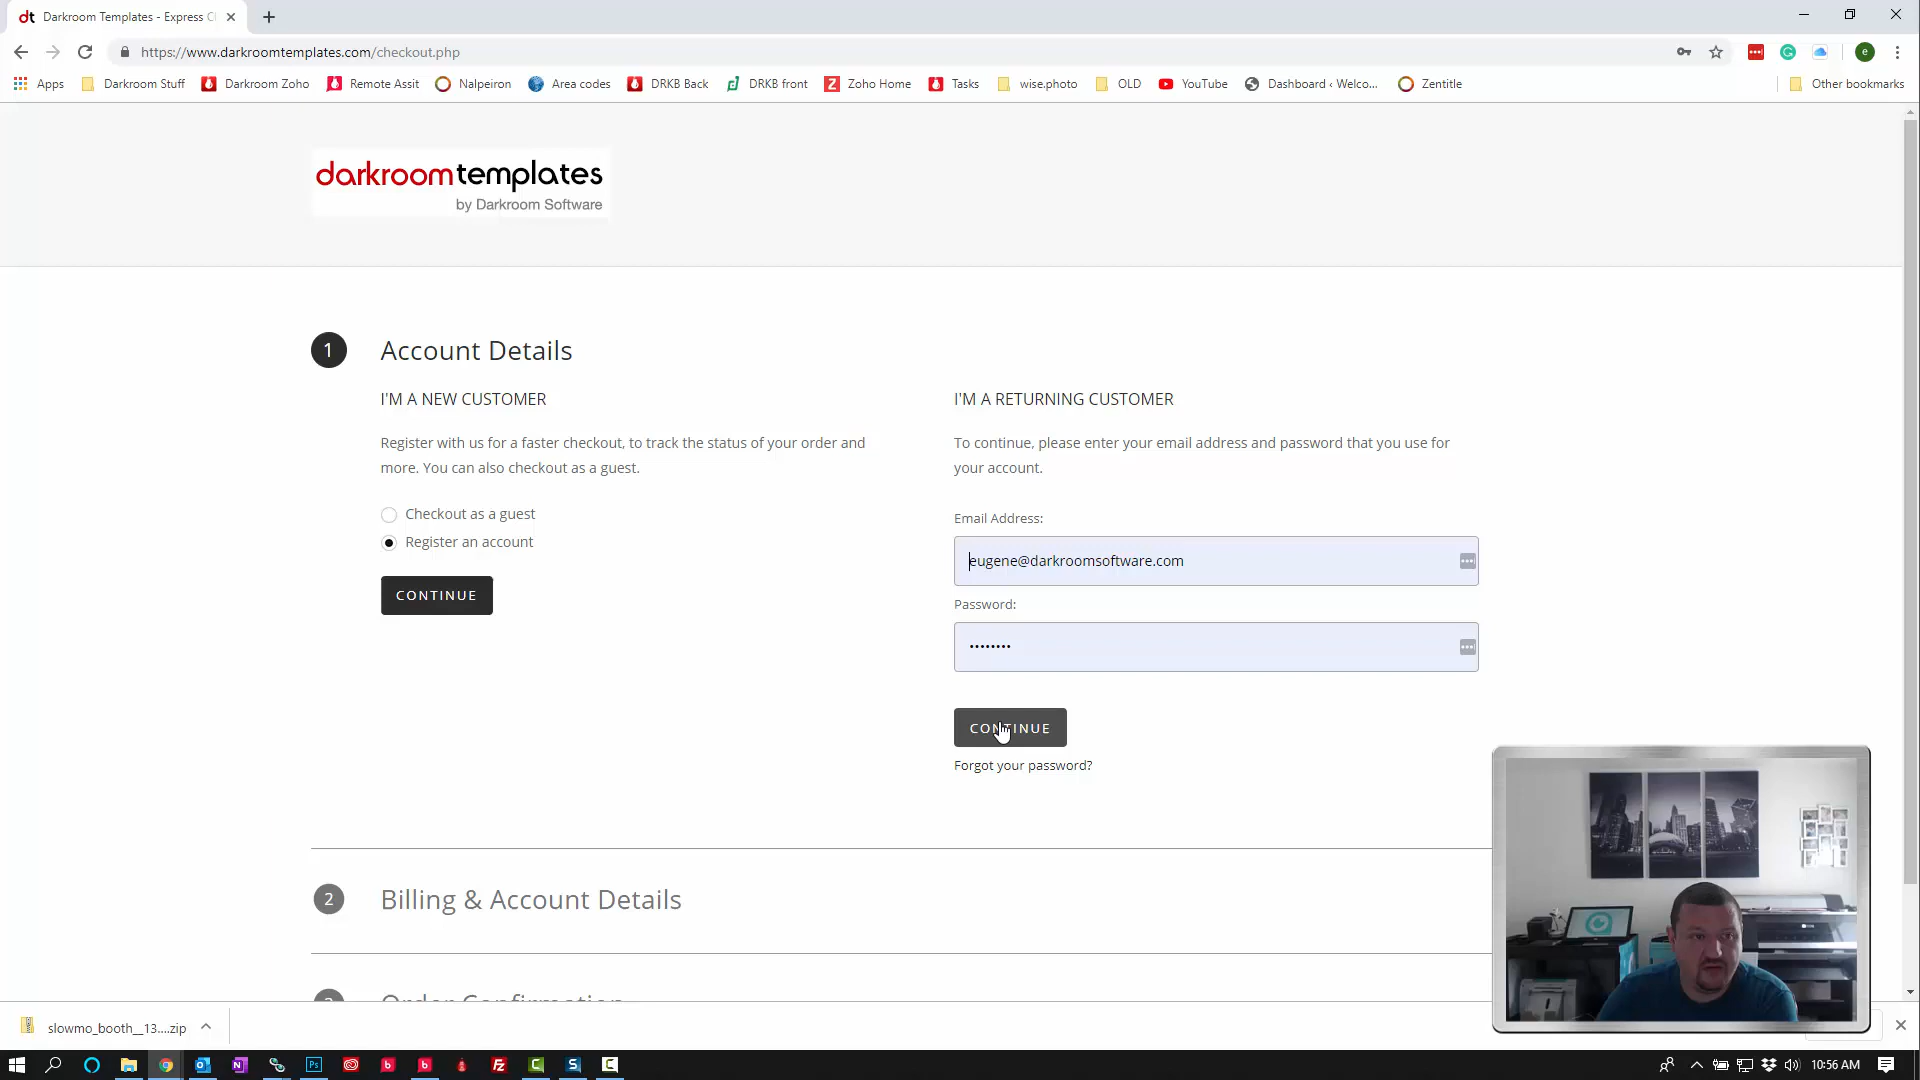 dt Darkroom Templates - Express C
https://www.darkroomtemplates.com/checkout.php
Apps Darkroom Stuff Darkroom Zoho Remote Assit Nalpeiron Area codes DRKB Back DRKB front Zoho Home Tasks wise.photo OLD YouTube Dashboard ‹ Welco... Zentitle Other bookmarks
darkroomtemplates
by Darkroom Software
1 Account Details
I'M A NEW CUSTOMER
Register with us for a faster checkout, to track the status of your order and
more. You can also checkout as a guest.
Checkout as a guest
Register an account
CONTINUE
I'M A RETURNING CUSTOMER
To continue, please enter your email address and password that you use for
your account.
Email Address:
eugene@darkroomsoftware.com
Password:
••••••••
CONTINUE
Forgot your password?
2 Billing & Account Details
3 Order Confirmation
slowmo_booth__13....zip
10:56 AM